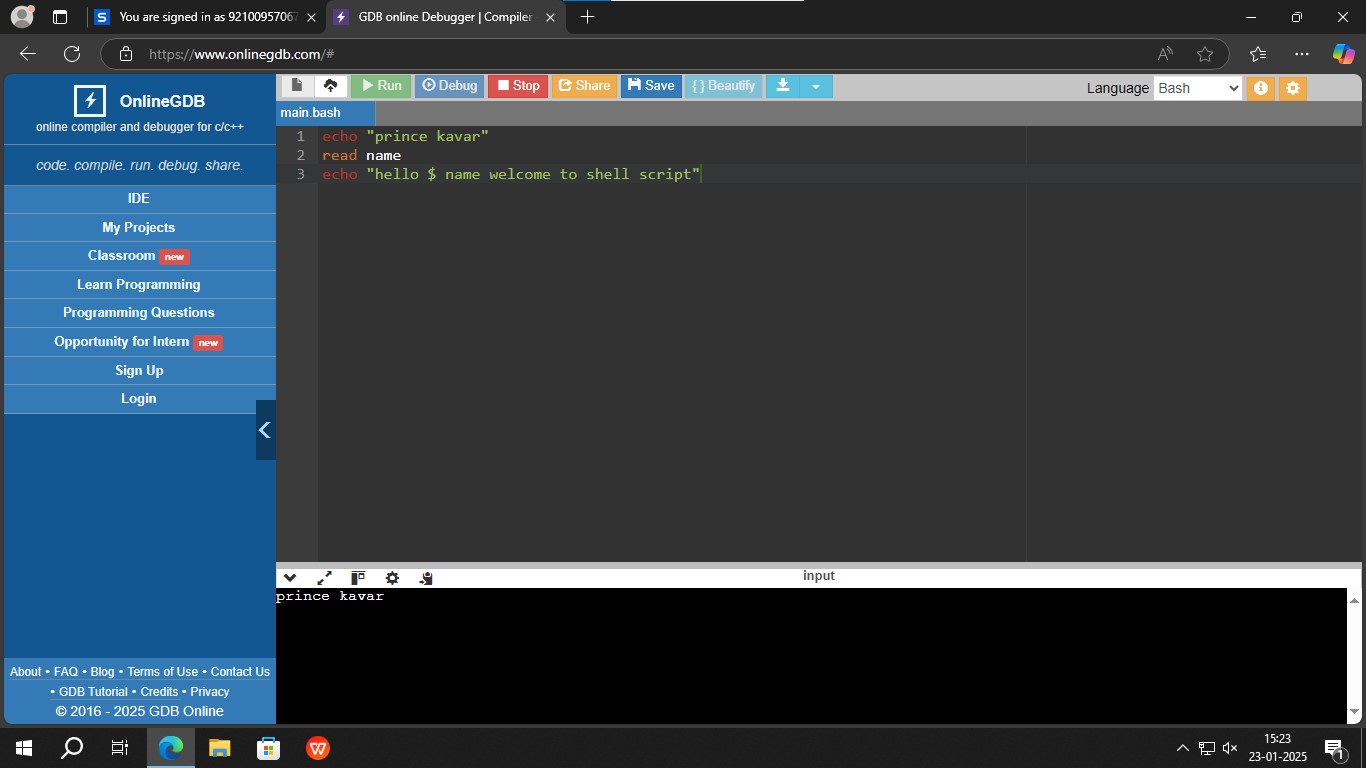 You are signed in as 9210095706
GDB online Debugger | Compiler
https://www.onlinegdb.com/#
OnlineGDB
online compiler and debugger for c/c++
code. compile. run. debug. share.
IDE
My Projects
Classroom new
Learn Programming
Programming Questions
Opportunity for Intern new
Sign Up
Login
About • FAQ • Blog • Terms of Use • Contact Us
• GDB Tutorial • Credits • Privacy
© 2016 - 2025 GDB Online
Run Debug Stop Share Save { } Beautify
Language Bash
main.bash
1 echo "prince kavar"
2 read name
3 echo "hello $ name welcome to shell script"
input
prince kavar
15:23
23-01-2025
1